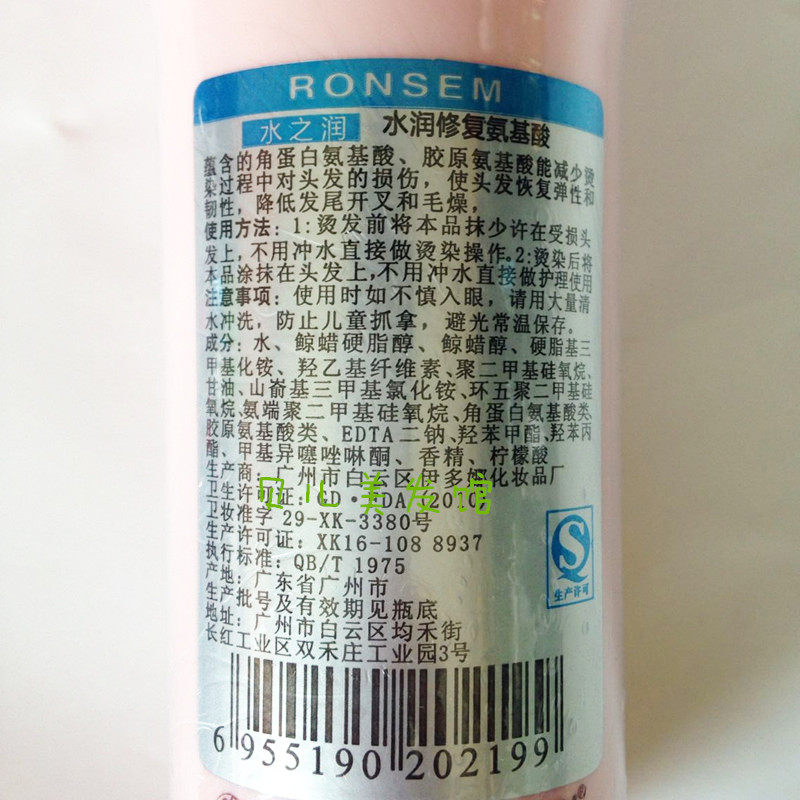 RONSEM
水之润 水润修复氨基酸
蕴含的角蛋白氨基酸、胶原氨基酸能减少烫
染过程中对头发的损伤，使头发恢复弹性和
韧性，降低发尾开叉和毛燥，
使用方法：1:烫发前将本品抹少许在受损头
发上，不用冲水直接做烫染操作。2:烫染后将
本品涂抹在头发上,不用冲水直接做护理使用
注意事项：使用时如不慎入眼，请用大量清
水冲洗，防止儿童抓拿，避光常温保存。
成分：水、鲸蜡硬脂醇、鲸蜡醇、硬脂基三
甲基化铵、羟乙基纤维素、聚二甲基硅氧烷、
甘油、山嵛基三甲基氯化铵、环五聚二甲基硅
氧烷、氨端聚二甲基硅氧烷、角蛋白氨基酸类、
胶原氨基酸类、EDTA二钠、羟苯甲酯、羟苯丙
酯、甲基异噻唑啉酮、香精、柠檬酸
生产商：广州市白云区伊多姿化妆品厂
贝儿美发馆
卫妆准字 29-XK-3380号
生产许可证：XK16-108 8937
执行标准：QB/T 1975
产地：广东省广州市
生产批号及有效期见瓶底
地址：广州市白云区均禾街
长红工业区双禾庄工业园3号
生产许可
6 955190 202199